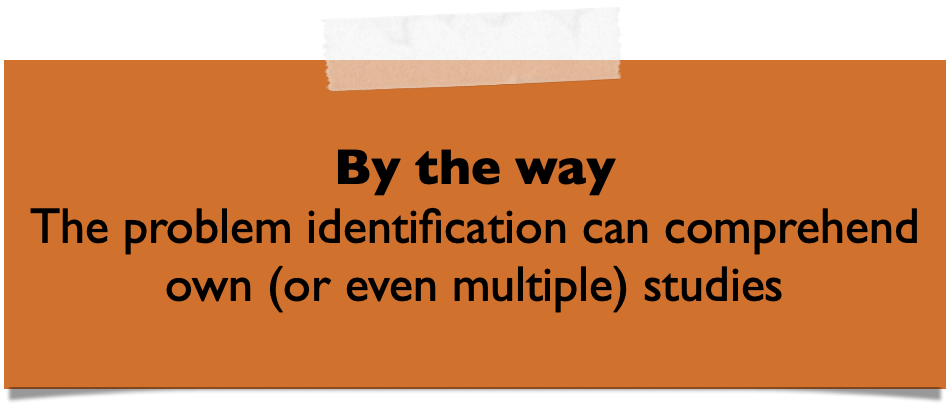 By the way
The problem identification can comprehend
own (or even multiple) studies